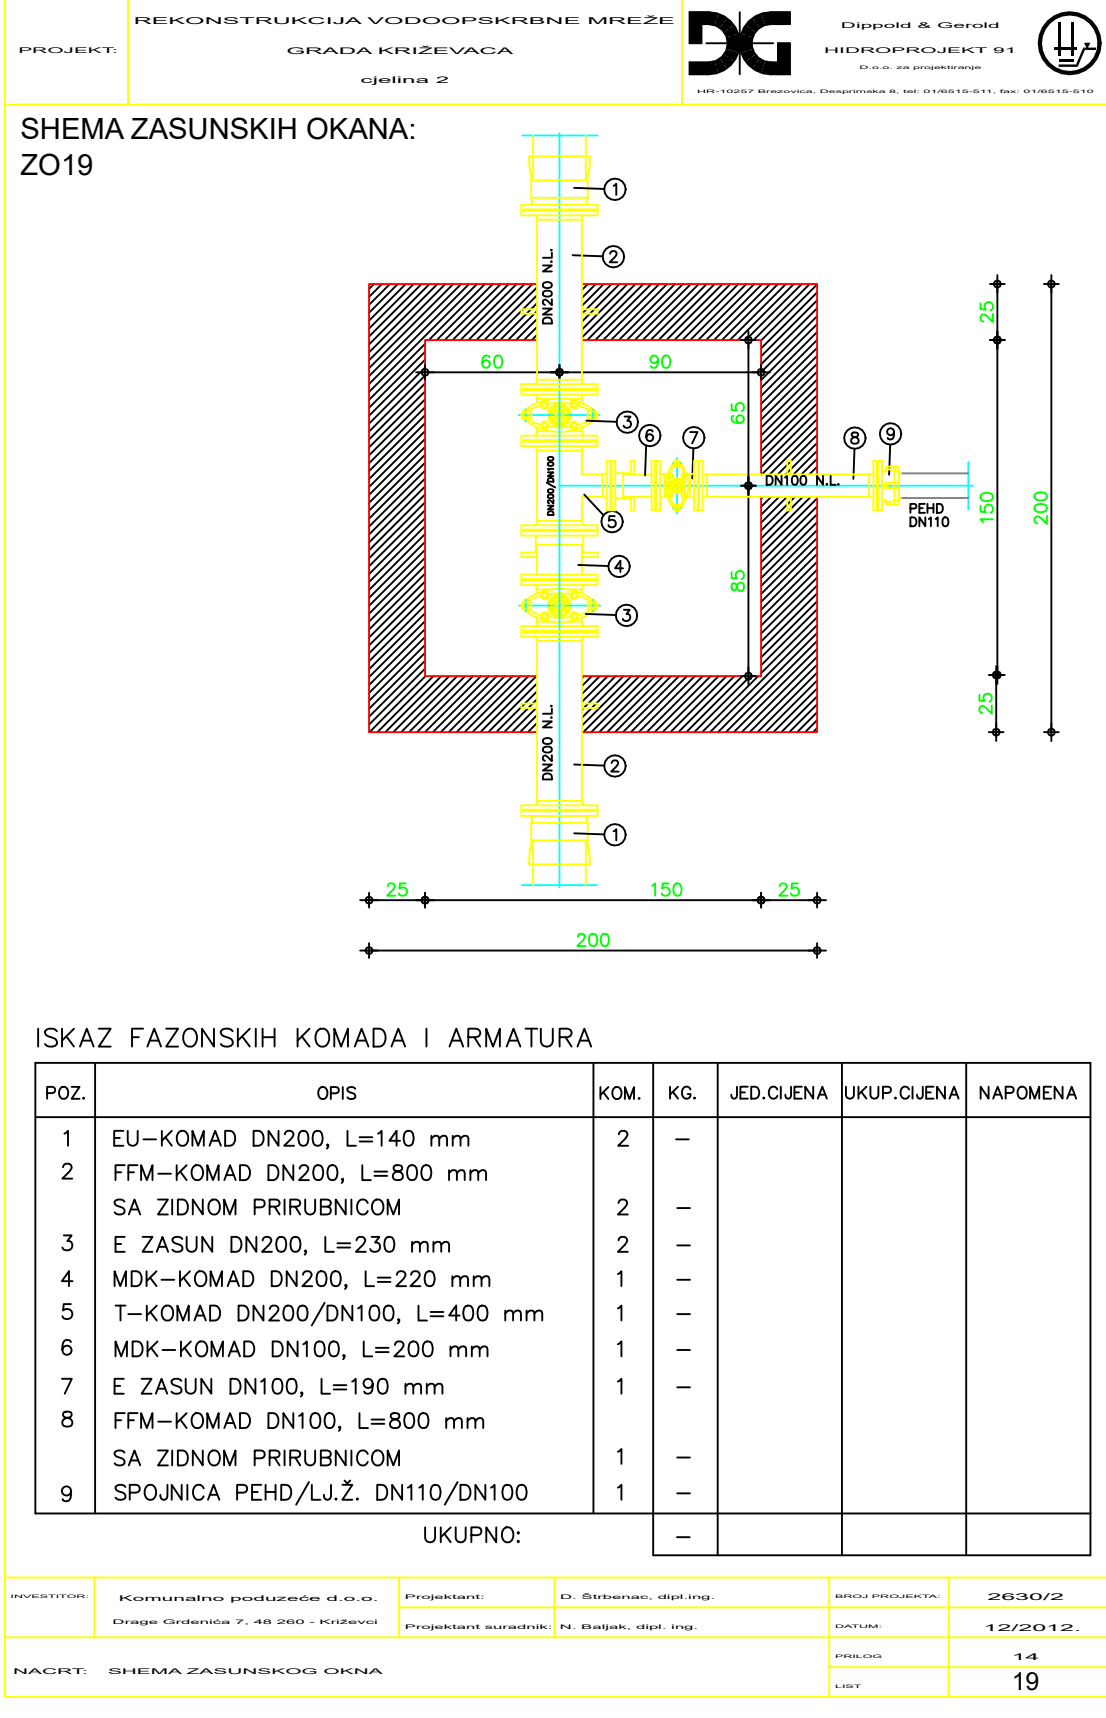 PROJEKT:
REKONSTRUKCIJA VODOOPSKRBNE MREŽE
GRADA KRIŽEVACA
cjelina 2
DG
Dippold & Gerold
HIDROPROJEKT 91
D.o.o. za projektiranje
HR-10257 Brezovica, Desprimska 8, tel: 01/6515-511, fax: 01/6515-510
SHEMA ZASUNSKIH OKANA:
ZO19
1
2
DN200 N.L.
25
60
90
65
3
6
7
8
9
DN200/DN100
DN100 N.L.
PEHD
DN110
5
150
200
4
85
3
25
DN200 N.L.
2
1
25
150
25
200
ISKAZ FAZONSKIH KOMADA I ARMATURA
POZ. OPIS KOM. KG. JED.CIJENA UKUP.CIJENA NAPOMENA
1 EU-KOMAD DN200, L=140 mm 2 -
2 FFM-KOMAD DN200, L=800 mm
SA ZIDNOM PRIRUBNICOM 2 -
3 E ZASUN DN200, L=230 mm 2 -
4 MDK-KOMAD DN200, L=220 mm 1 -
5 T-KOMAD DN200/DN100, L=400 mm 1 -
6 MDK-KOMAD DN100, L=200 mm 1 -
7 E ZASUN DN100, L=190 mm 1 -
8 FFM-KOMAD DN100, L=800 mm
SA ZIDNOM PRIRUBNICOM 1 -
9 SPOJNICA PEHD/LJ.Ž. DN110/DN100 1 -
UKUPNO: -
INVESTITOR:
Komunalno poduzeće d.o.o.
Drage Grdenića 7, 48 260 - Križevci
Projektant: D. Štrbenac, dipl.ing.
Projektant suradnik: N. Baljak, dipl. ing.
BROJ PROJEKTA: 2630/2
DATUM: 12/2012.
NACRT: SHEMA ZASUNSKOG OKNA
PRILOG 14
LIST 19